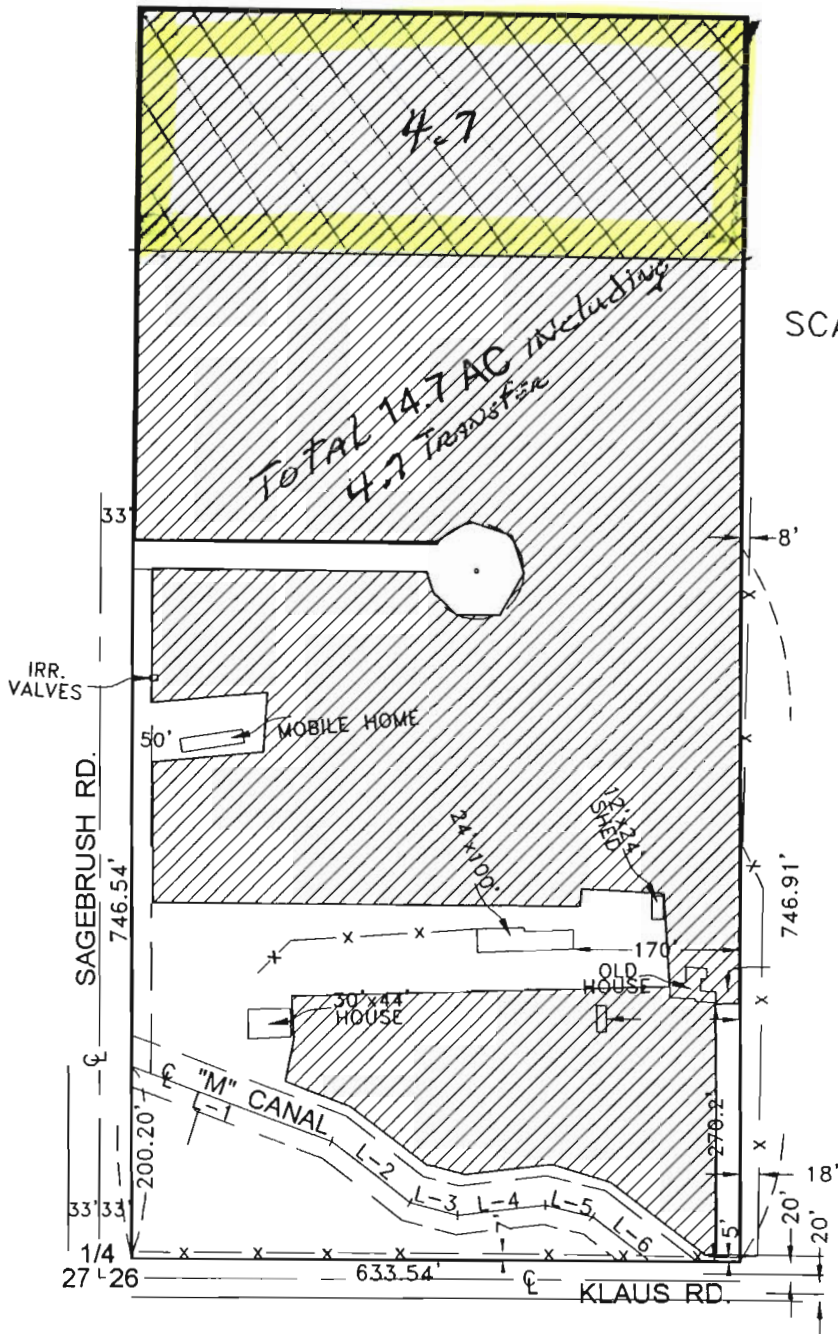 4.7
SCA
TOTAL 14.7 AC INCLUDING
4.7 TRANSFER
33'
8'
IRR.
VALVES
50'
MOBILE HOME
SAGEBRUSH RD.
746.54'
12'x24'
SHED
24'x100'
746.91'
170'
OLD
HOUSE
30'x44'
HOUSE
℄
℄ "M" CANAL
L-1
200.20'
L-2
L-3
L-4
L-5
L-6
270.2'
18'
33' 33'
7'
5'
20'
20'
1/4
27 26
633.54'
℄
KLAUS RD.